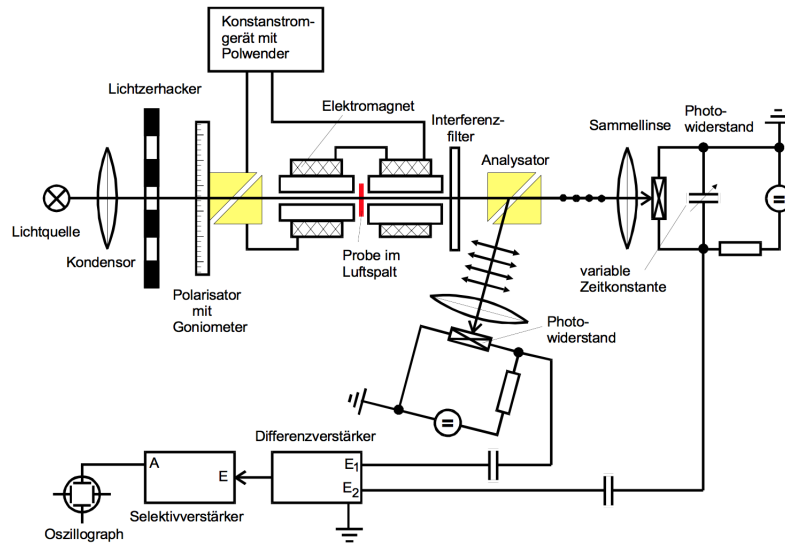 Konstanstrom-
gerät mit
Polwender
Lichtzerhacker
Elektromagnet
Interferenz-
filter
Analysator
Sammellinse
Photo-
widerstand
Lichtquelle
Kondensor
Polarisator
mit
Goniometer
Probe im
Luftspalt
variable
Zeitkonstante
Photo-
widerstand
Differenzverstärker
A
E
E₁
E₂
Selektivverstärker
Oszillograph